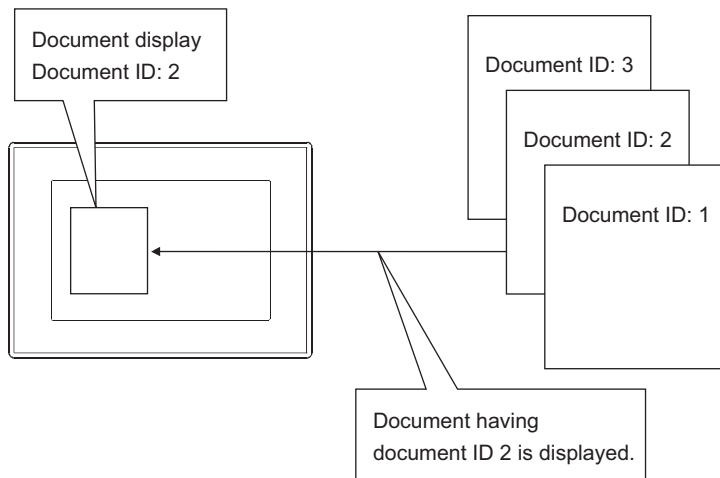 Document display
Document ID: 2
Document ID: 3
Document ID: 2
Document ID: 1
Document having
document ID 2 is displayed.